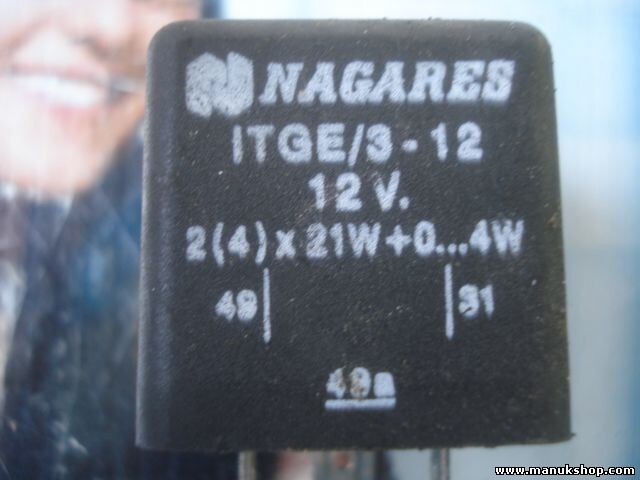 NAGARES
ITGE/3-12
12 V.
2(4) x 21W+0...4W
49 31
49a
www.manukshop.com